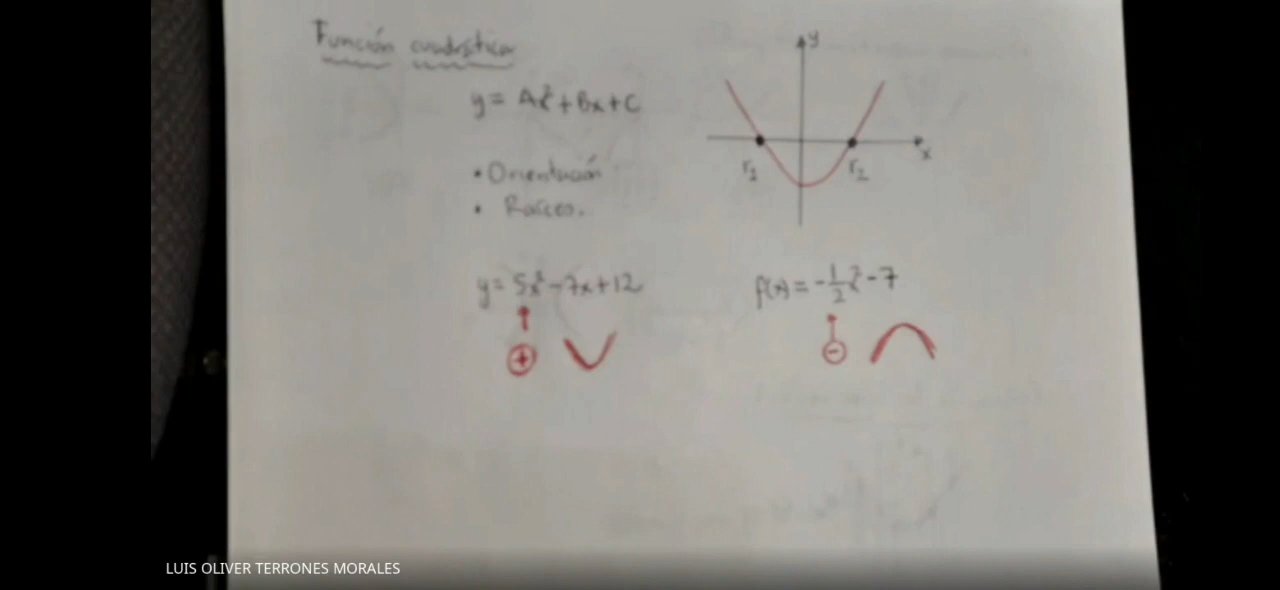 Función cuadrática
y = Ax²+Bx+C
• Orientación
• Raíces.
y
x
r₁
r₂
y = 5x²-7x+12
f(x) = -1/2x²-7
+
-
LUIS OLIVER TERRONES MORALES